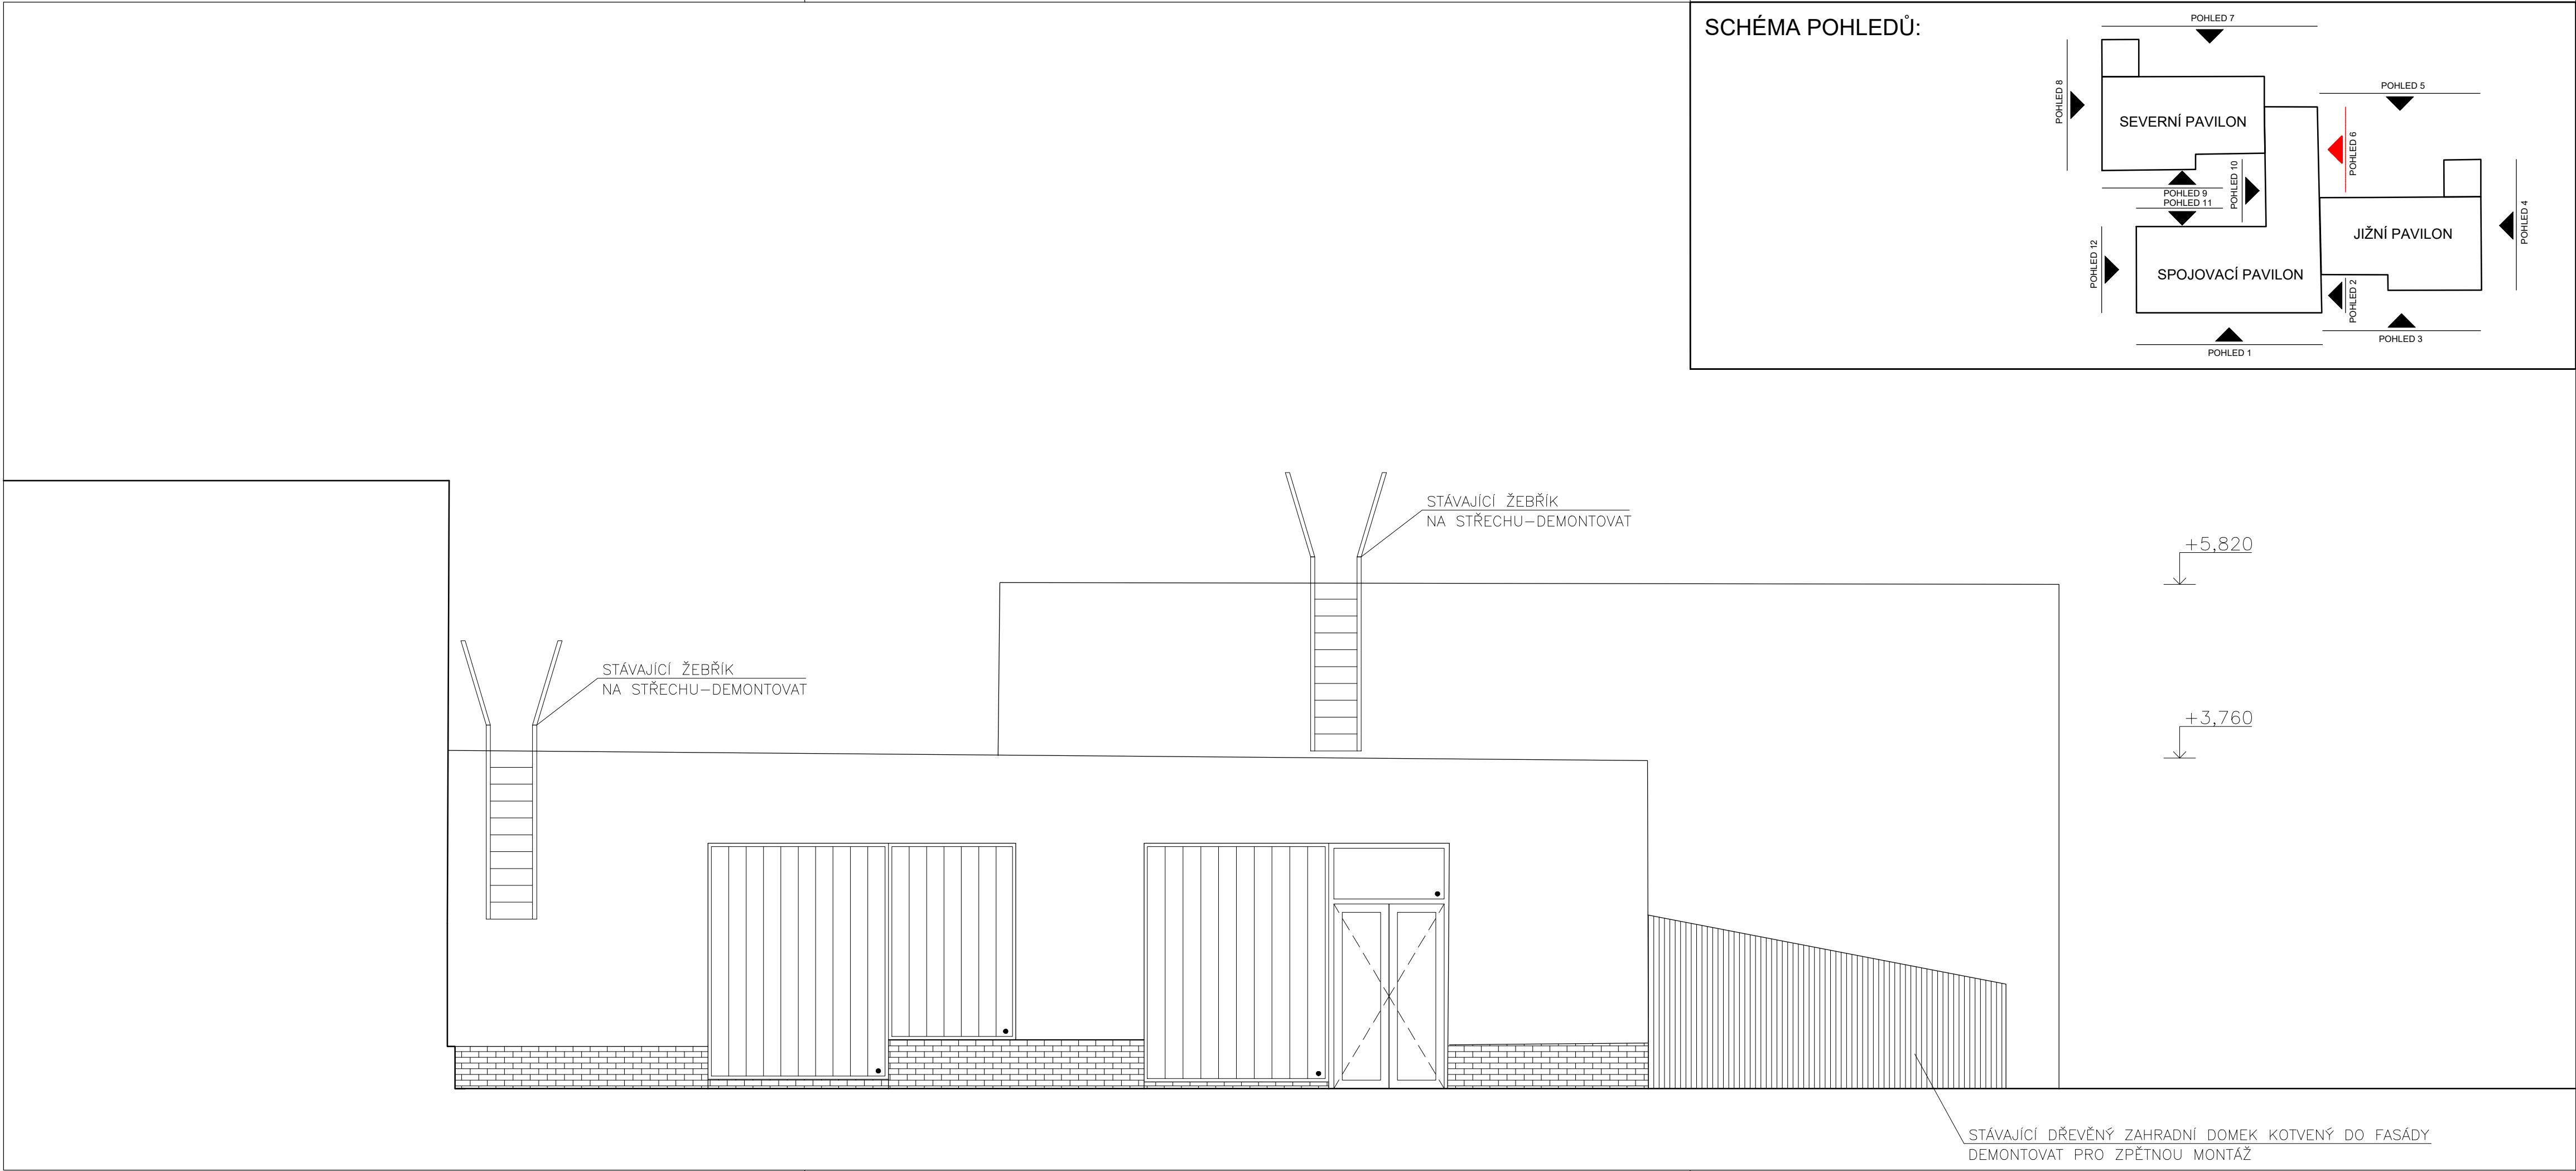 SCHÉMA POHLEDŮ:
POHLED 7
POHLED 8
POHLED 5
SEVERNÍ PAVILON
POHLED 6
POHLED 10
POHLED 9
POHLED 11
POHLED 4
JIŽNÍ PAVILON
POHLED 12
SPOJOVACÍ PAVILON
POHLED 2
POHLED 3
POHLED 1
STÁVAJÍCÍ ŽEBŘÍK
NA STŘECHU-DEMONTOVAT
+5,820
STÁVAJÍCÍ ŽEBŘÍK
NA STŘECHU-DEMONTOVAT
+3,760
STÁVAJÍCÍ DŘEVĚNÝ ZAHRADNÍ DOMEK KOTVENÝ DO FASÁDY
DEMONTOVAT PRO ZPĚTNOU MONTÁŽ